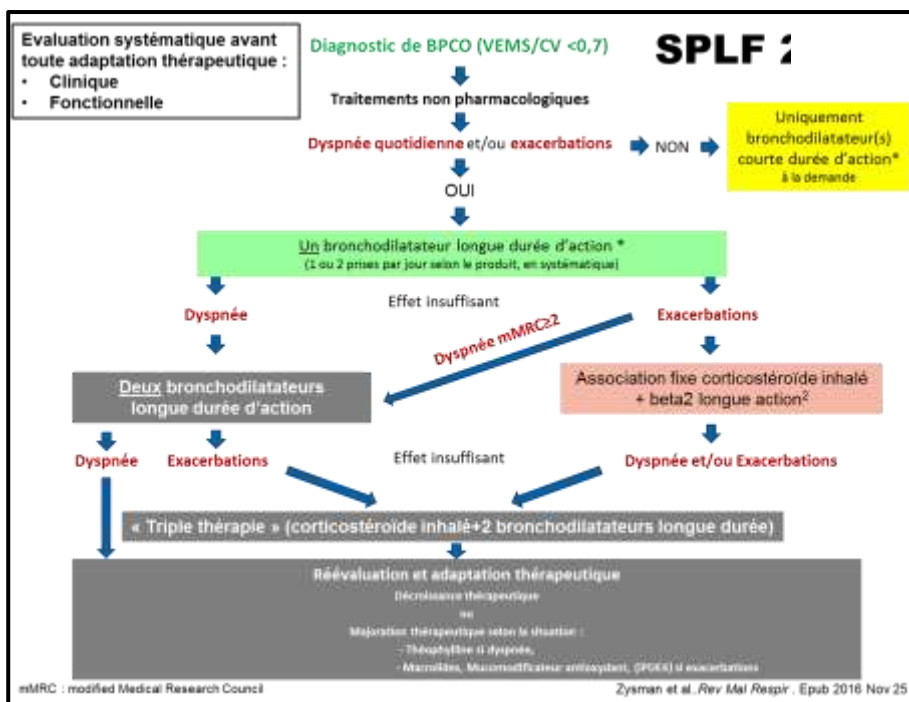 Evaluation systématique avant
toute adaptation thérapeutique :
• Clinique
• Fonctionnelle
Diagnostic de BPCO (VEMS/CV <0,7)
SPLF
Traitements non pharmacologiques
Dyspnée quotidienne et/ou exacerbations
NON
Uniquement
bronchodilatateur(s)
courte durée d'action*
à la demande
OUI
Un bronchodilatateur longue durée d'action *
(1 ou 2 prises par jour selon le produit, en systématique)
Effet insuffisant
Dyspnée
Exacerbations
Dyspnée mMRC≥2
Deux bronchodilatateurs
longue durée d'action
Association fixe corticostéroïde inhalé
+ beta2 longue action²
Dyspnée
Exacerbations
Effet insuffisant
Dyspnée et/ou Exacerbations
« Triple thérapie » (corticostéroïde inhalé+2 bronchodilatateurs longue durée)
Réévaluation et adaptation thérapeutique
Décroissance thérapeutique
ou
Majoration thérapeutique selon la situation :
- Théophylline si dyspnée,
- Macrolides, Mucomodificateur antioxydant, si exacerbations
mMRC : modified Medical Research Council
Zysman et al. Rev Mal Respir . Epub 2016 Nov 25